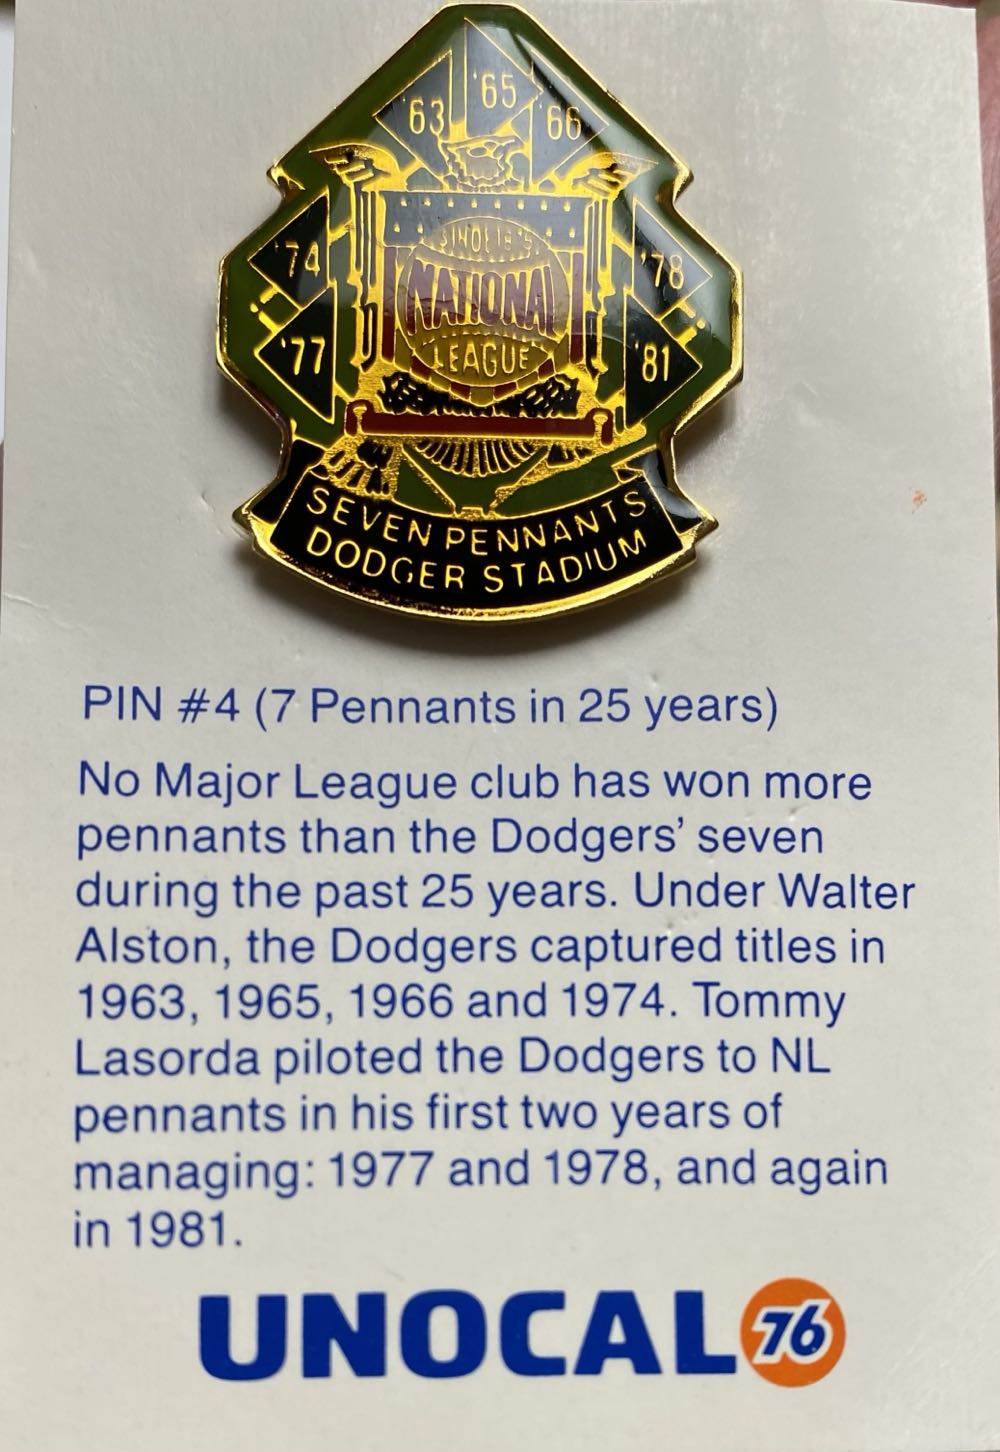 '65
'63 '66
'74 '78
NATIONAL
LEAGUE
'77 '81
SEVEN PENNANTS
DODGER STADIUM
PIN #4 (7 Pennants in 25 years)
No Major League club has won more
pennants than the Dodgers' seven
during the past 25 years. Under Walter
Alston, the Dodgers captured titles in
1963, 1965, 1966 and 1974. Tommy
Lasorda piloted the Dodgers to NL
pennants in his first two years of
managing: 1977 and 1978, and again
in 1981.
UNOCAL 76